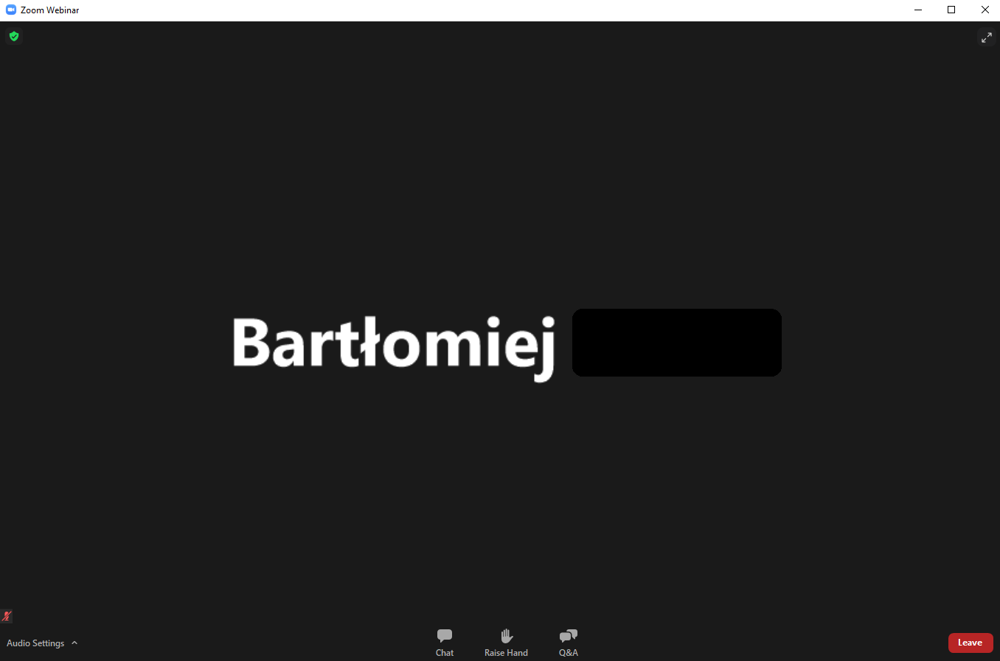 Zoom Webinar
Bartłomiej
Audio Settings
Chat
Raise Hand
Q&A
Leave